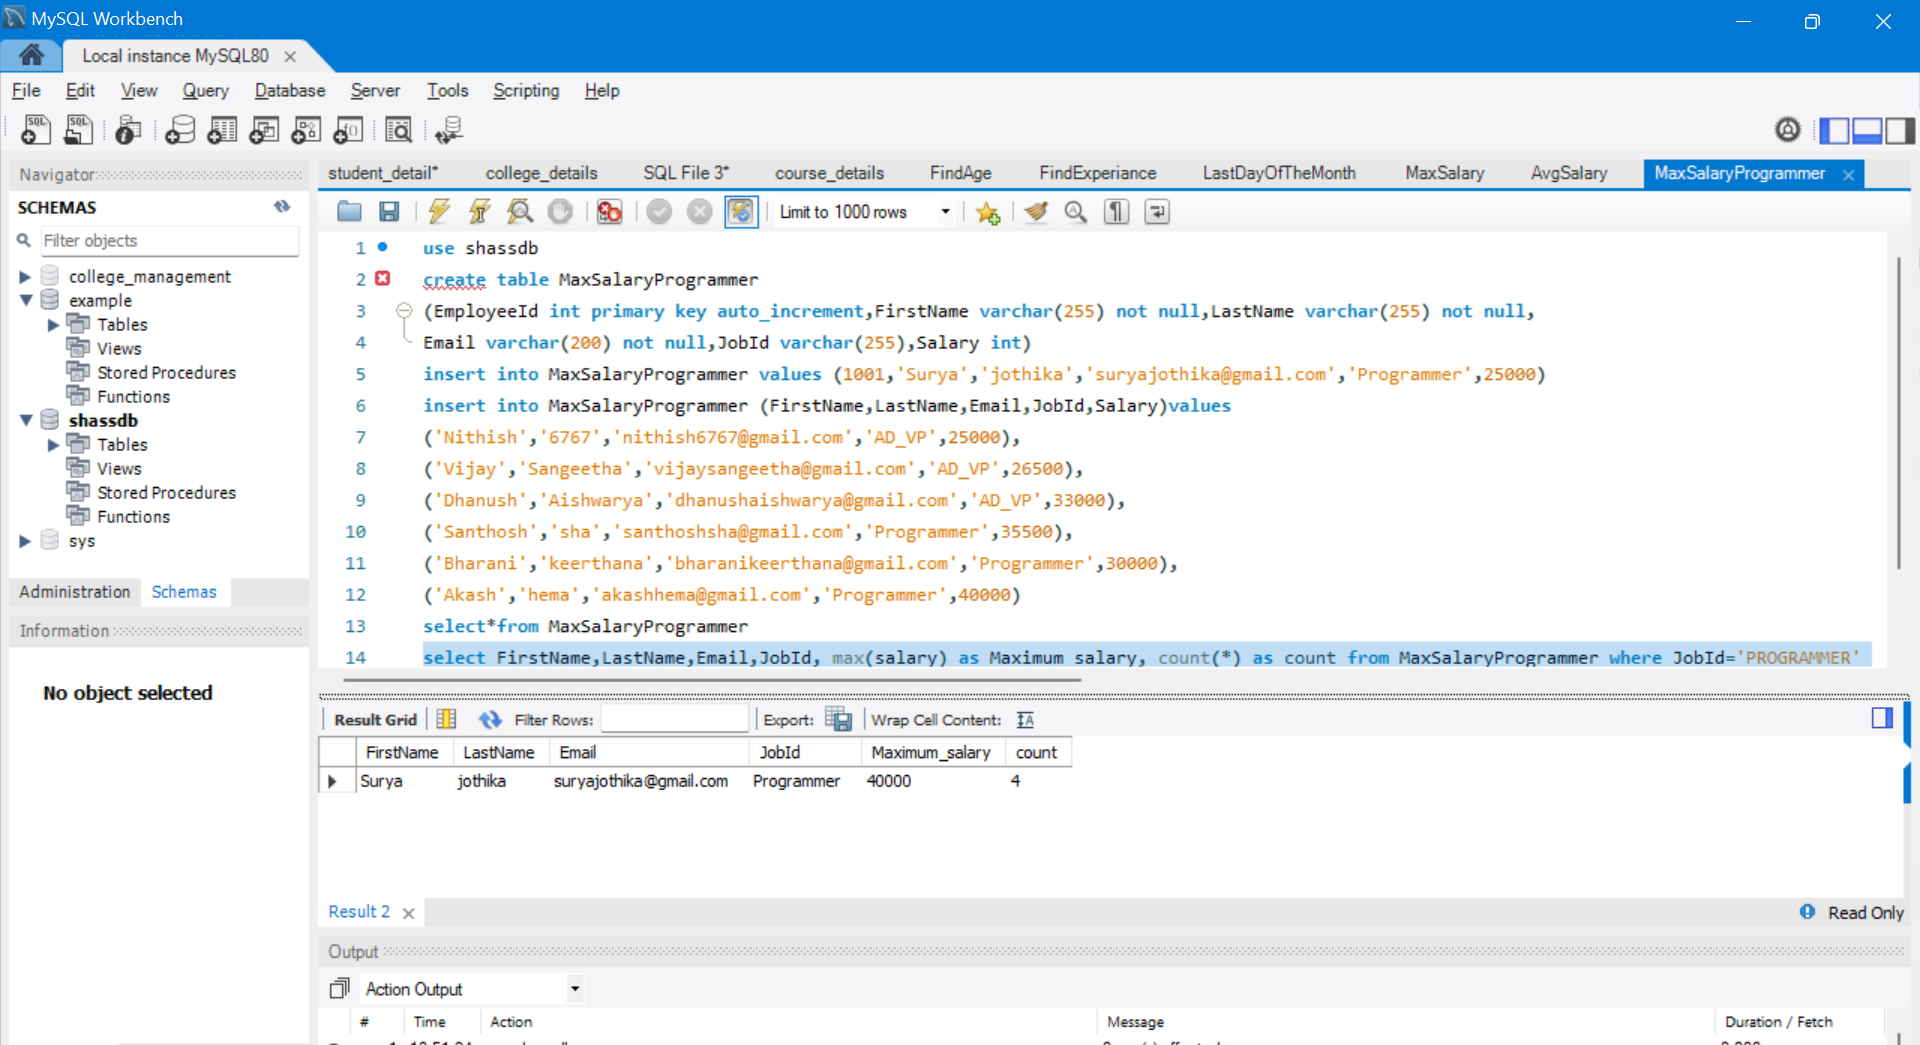 MySQL Workbench
Local instance MySQL80
File Edit View Query Database Server Tools Scripting Help
Navigator
SCHEMAS
Filter objects
college_management
example
Tables
Views
Stored Procedures
Functions
shassdb
Tables
Views
Stored Procedures
Functions
sys
Administration Schemas
Information
No object selected
student_detail* college_details SQL File 3* course_details FindAge FindExperiance LastDayOfTheMonth MaxSalary AvgSalary MaxSalaryProgrammer
Limit to 1000 rows
1 use shassdb
2 create table MaxSalaryProgrammer
3 (EmployeeId int primary key auto_increment,FirstName varchar(255) not null,LastName varchar(255) not null,
4 Email varchar(200) not null,JobId varchar(255),Salary int)
5 insert into MaxSalaryProgrammer values (1001,'Surya','jothika','suryajothika@gmail.com','Programmer',25000)
6 insert into MaxSalaryProgrammer (FirstName,LastName,Email,JobId,Salary)values
7 ('Nithish','6767','nithish6767@gmail.com','AD_VP',25000),
8 ('Vijay','Sangeetha','vijaysangeetha@gmail.com','AD_VP',26500),
9 ('Dhanush','Aishwarya','dhanushaishwarya@gmail.com','AD_VP',33000),
10 ('Santhosh','sha','santhoshsha@gmail.com','Programmer',35500),
11 ('Bharani','keerthana','bharanikeerthana@gmail.com','Programmer',30000),
12 ('Akash','hema','akashhema@gmail.com','Programmer',40000)
13 select*from MaxSalaryProgrammer
14 select FirstName,LastName,Email,JobId, max(salary) as Maximum_salary, count(*) as count from MaxSalaryProgrammer where JobId='PROGRAMMER'
Result Grid Filter Rows: Export: Wrap Cell Content:
FirstName LastName Email JobId Maximum_salary count
Surya jothika suryajothika@gmail.com Programmer 40000 4
Result 2 Read Only
Output
Action Output
# Time Action Message Duration / Fetch